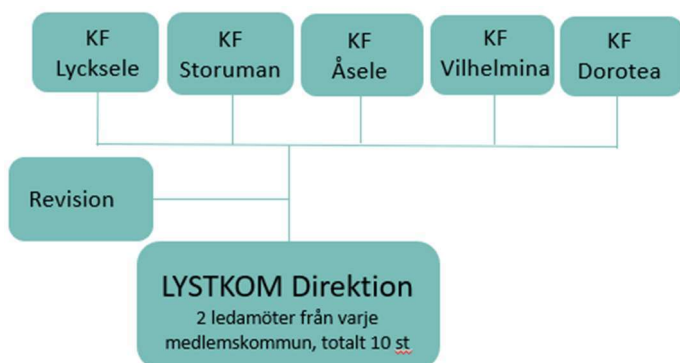 KF
Lycksele
KF
Storuman
KF
Åsele
KF
Vilhelmina
KF
Dorotea
Revision
LYSTKOM Direktion
2 ledamöter från varje
medlemskommun, totalt 10 st